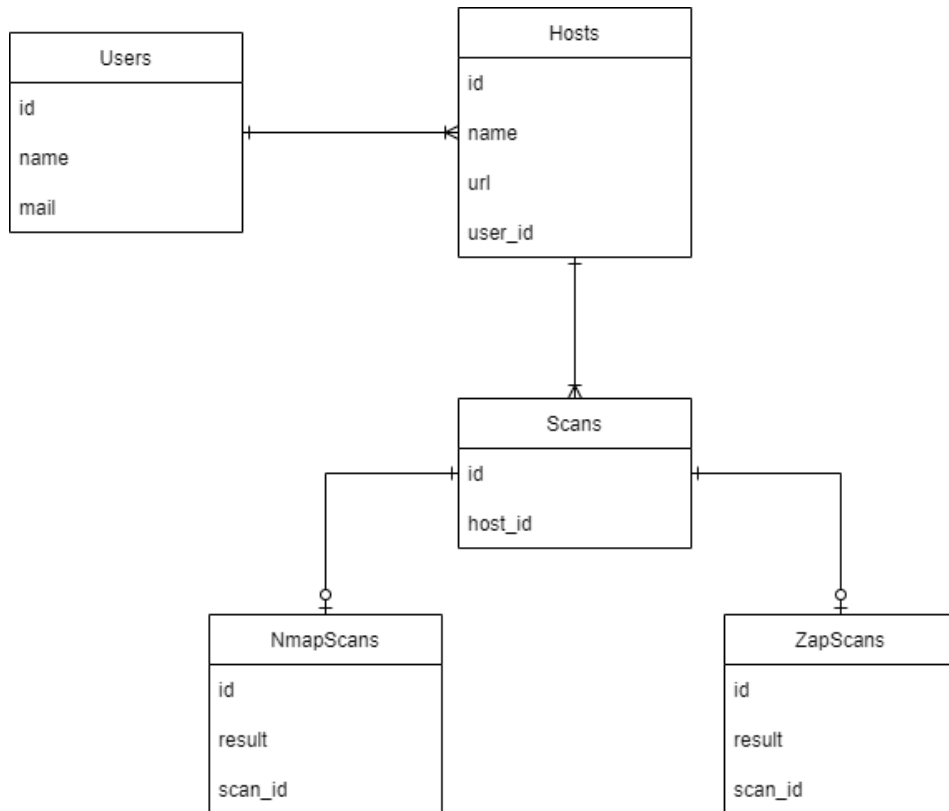 Users
id
name
mail
Hosts
id
name
url
user_id
Scans
id
host_id
NmapScans
id
result
scan_id
ZapScans
id
result
scan_id